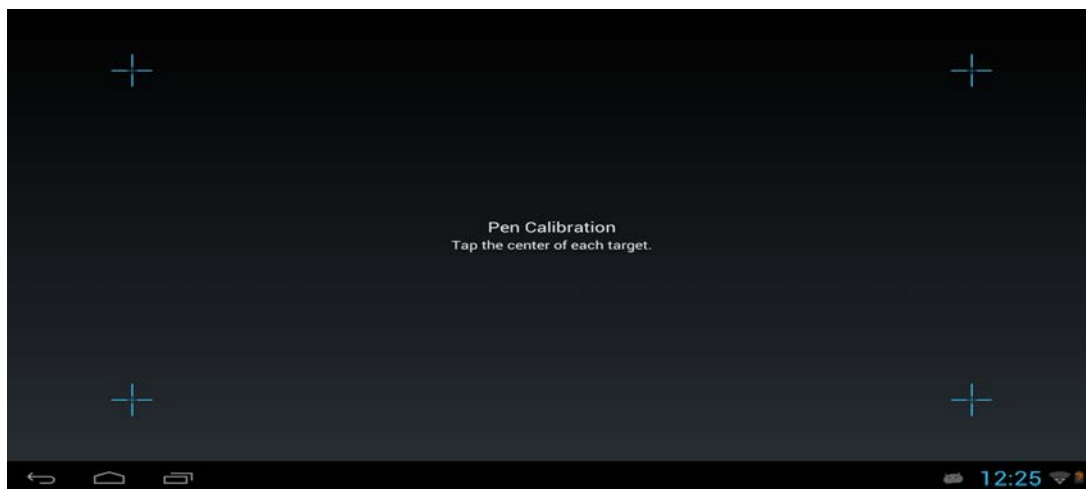 Pen Calibration
Tap the center of each target.
12:25